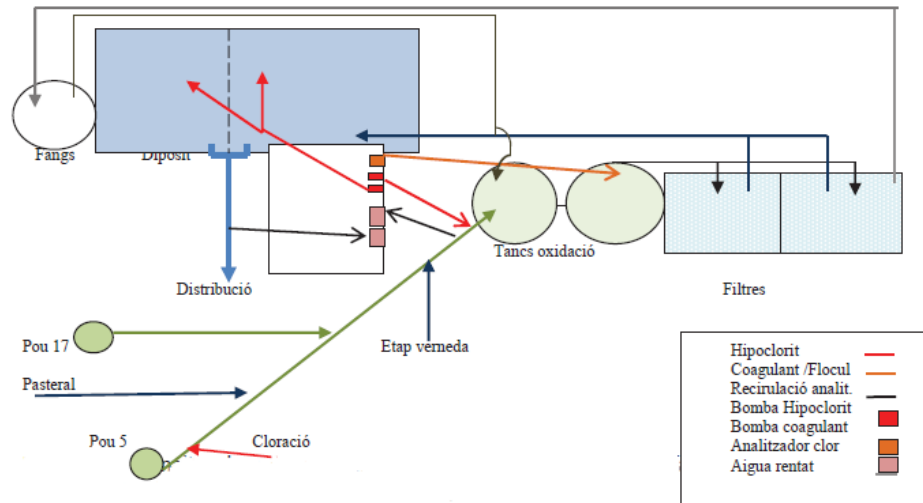 Fangs
Dipòsit
Tancs oxidació
Distribució
Filtres
Pou 17
Etap verneda
Pasteral
Pou 5
Cloració
Hipoclorit
Coagulant /Flocul
Recirulació analit.
Bomba Hipoclorit
Bomba coagulant
Analitzador clor
Aigua rentat